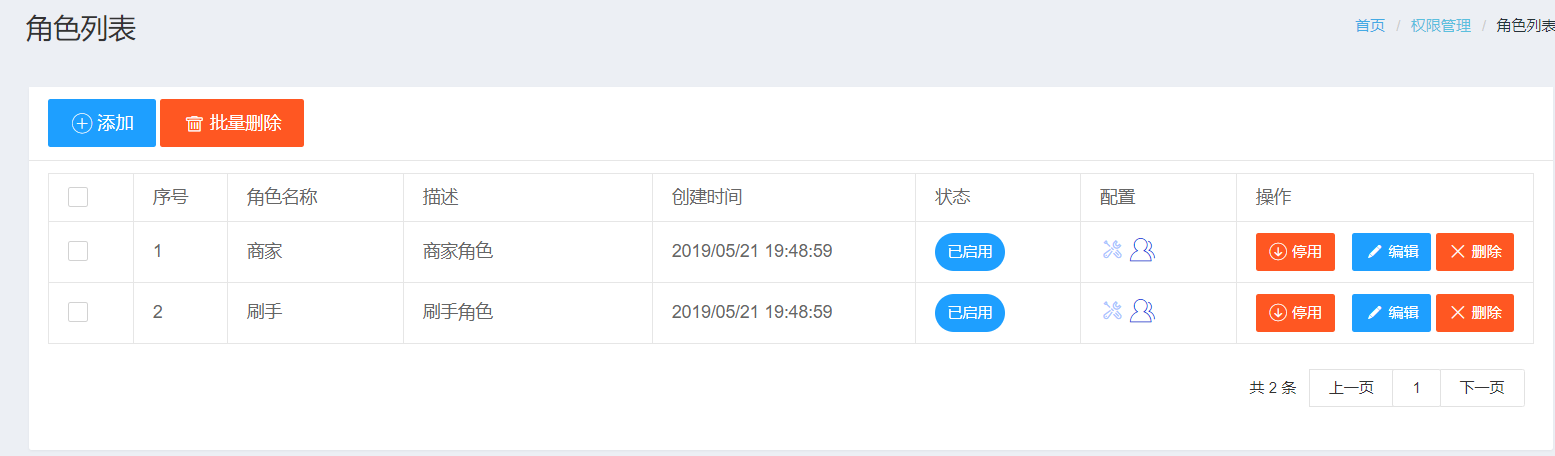 角色列表
首页 / 权限管理 / 角色列表
添加 批量删除
序号 角色名称 描述 创建时间 状态 配置 操作
1 商家 商家角色 2019/05/21 19:48:59 已启用 停用 编辑 删除
2 刷手 刷手角色 2019/05/21 19:48:59 已启用 停用 编辑 删除
共 2 条 上一页 1 下一页